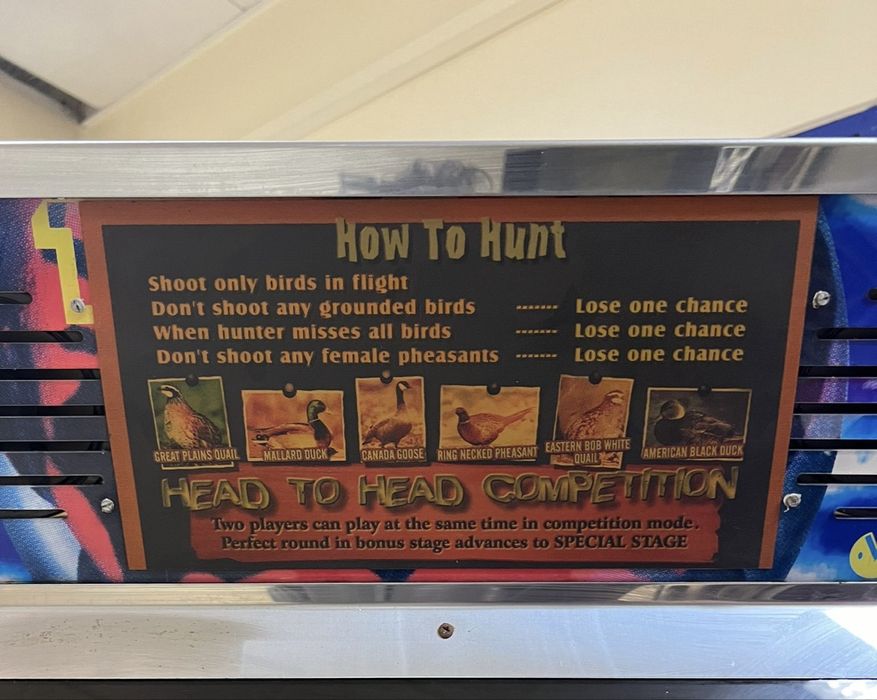 How To Hunt
Shoot only birds in flight
Don't shoot any grounded birds ------- Lose one chance
When hunter misses all birds ------- Lose one chance
Don't shoot any female pheasants ------- Lose one chance
GREAT PLAINS QUAIL MALLARD DUCK CANADA GOOSE RING NECKED PHEASANT EASTERN BOB WHITE QUAIL AMERICAN BLACK DUCK
HEAD TO HEAD COMPETITION
Two players can play at the same time in competition mode.
Perfect round in bonus stage advances to SPECIAL STAGE